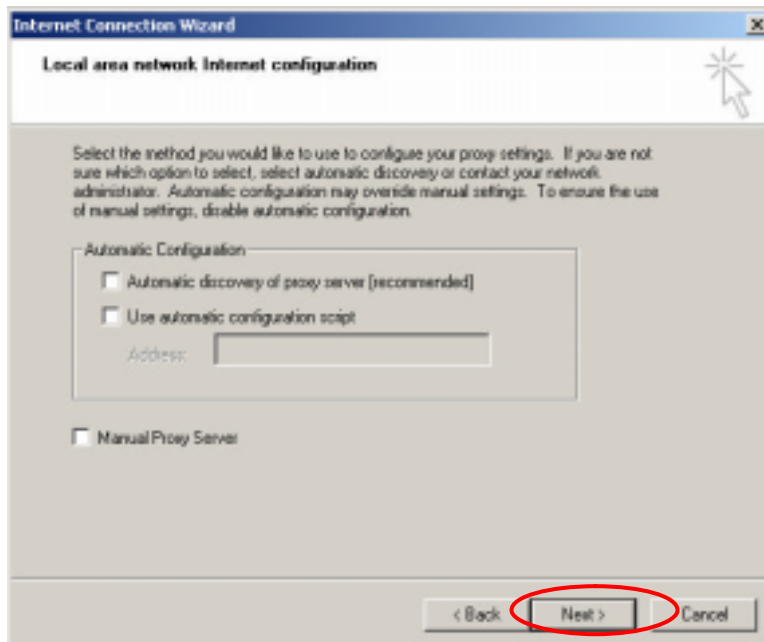 Internet Connection Wizard
Local area network Internet configuration
Select the method you would like to use to configure your proxy settings. If you are not
sure which option to select, select automatic discovery or contact your network
administrator. Automatic configuration may override manual settings. To ensure the use
of manual settings, disable automatic configuration.
Automatic Configuration
Automatic discovery of proxy server [recommended]
Use automatic configuration script
Address:
Manual Proxy Server
< Back Next > Cancel